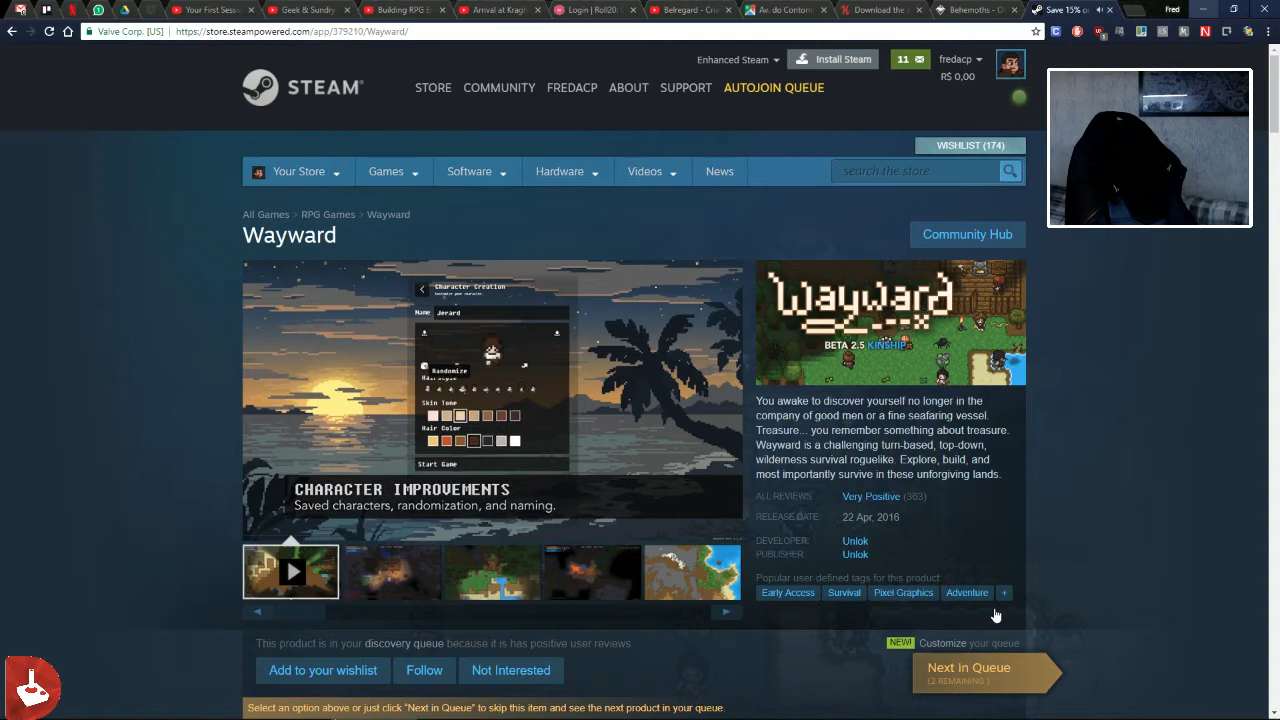 Your First Sess
Geek & Sundry
Building RPG E
Arrival at Kragh
Login | Roll20:
Belregard - Cria
Av. do Contorn
Download the
Behemoths - O
Save 15% o
Fred
Valve Corp. [US] | https://store.steampowered.com/app/379210/Wayward/
Enhanced Steam
Install Steam
11
fredacp
R$ 0,00
STEAM
STORE COMMUNITY FREDACP ABOUT SUPPORT AUTOJOIN QUEUE
WISHLIST (174)
Your Store Games Software Hardware Videos News
search the store
All Games > RPG Games > Wayward
Wayward
Community Hub
Character Creation
Customize your character.
Name Jerard
Randomize
Hairstyle
Skin Tone
Hair Color
Start Game
CHARACTER IMPROVEMENTS
Saved characters, randomization, and naming.
Wayward
BETA 2.5 KINSHIP
You awake to discover yourself no longer in the
company of good men or a fine seafaring vessel.
Treasure... you remember something about treasure.
Wayward is a challenging turn-based, top-down,
wilderness survival roguelike. Explore, build, and
most importantly survive in these unforgiving lands.
ALL REVIEWS: Very Positive (363)
RELEASE DATE: 22 Apr, 2016
DEVELOPER: Unlok
PUBLISHER: Unlok
Popular user-defined tags for this product:
Early Access Survival Pixel Graphics Adventure +
This product is in your discovery queue because it has positive user reviews
NEW! Customize your queue
Add to your wishlist Follow Not Interested
Next In Queue
(2 REMAINING )
Select an option above or just click "Next in Queue" to skip this item and see the next product in your queue.